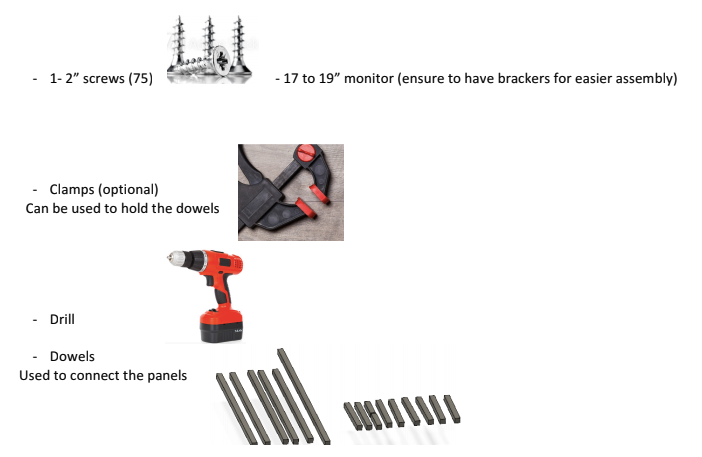 - 1- 2” screws (75)
- 17 to 19” monitor (ensure to have brackers for easier assembly)
- Clamps (optional)
Can be used to hold the dowels
- Drill
- Dowels
Used to connect the panels